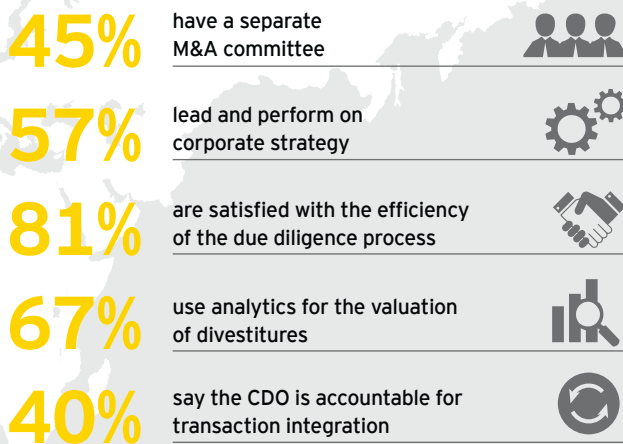 45%
have a separate
M&A committee
57%
lead and perform on
corporate strategy
81%
are satisfied with the efficiency
of the due diligence process
67%
use analytics for the valuation
of divestitures
40%
say the CDO is accountable for
transaction integration